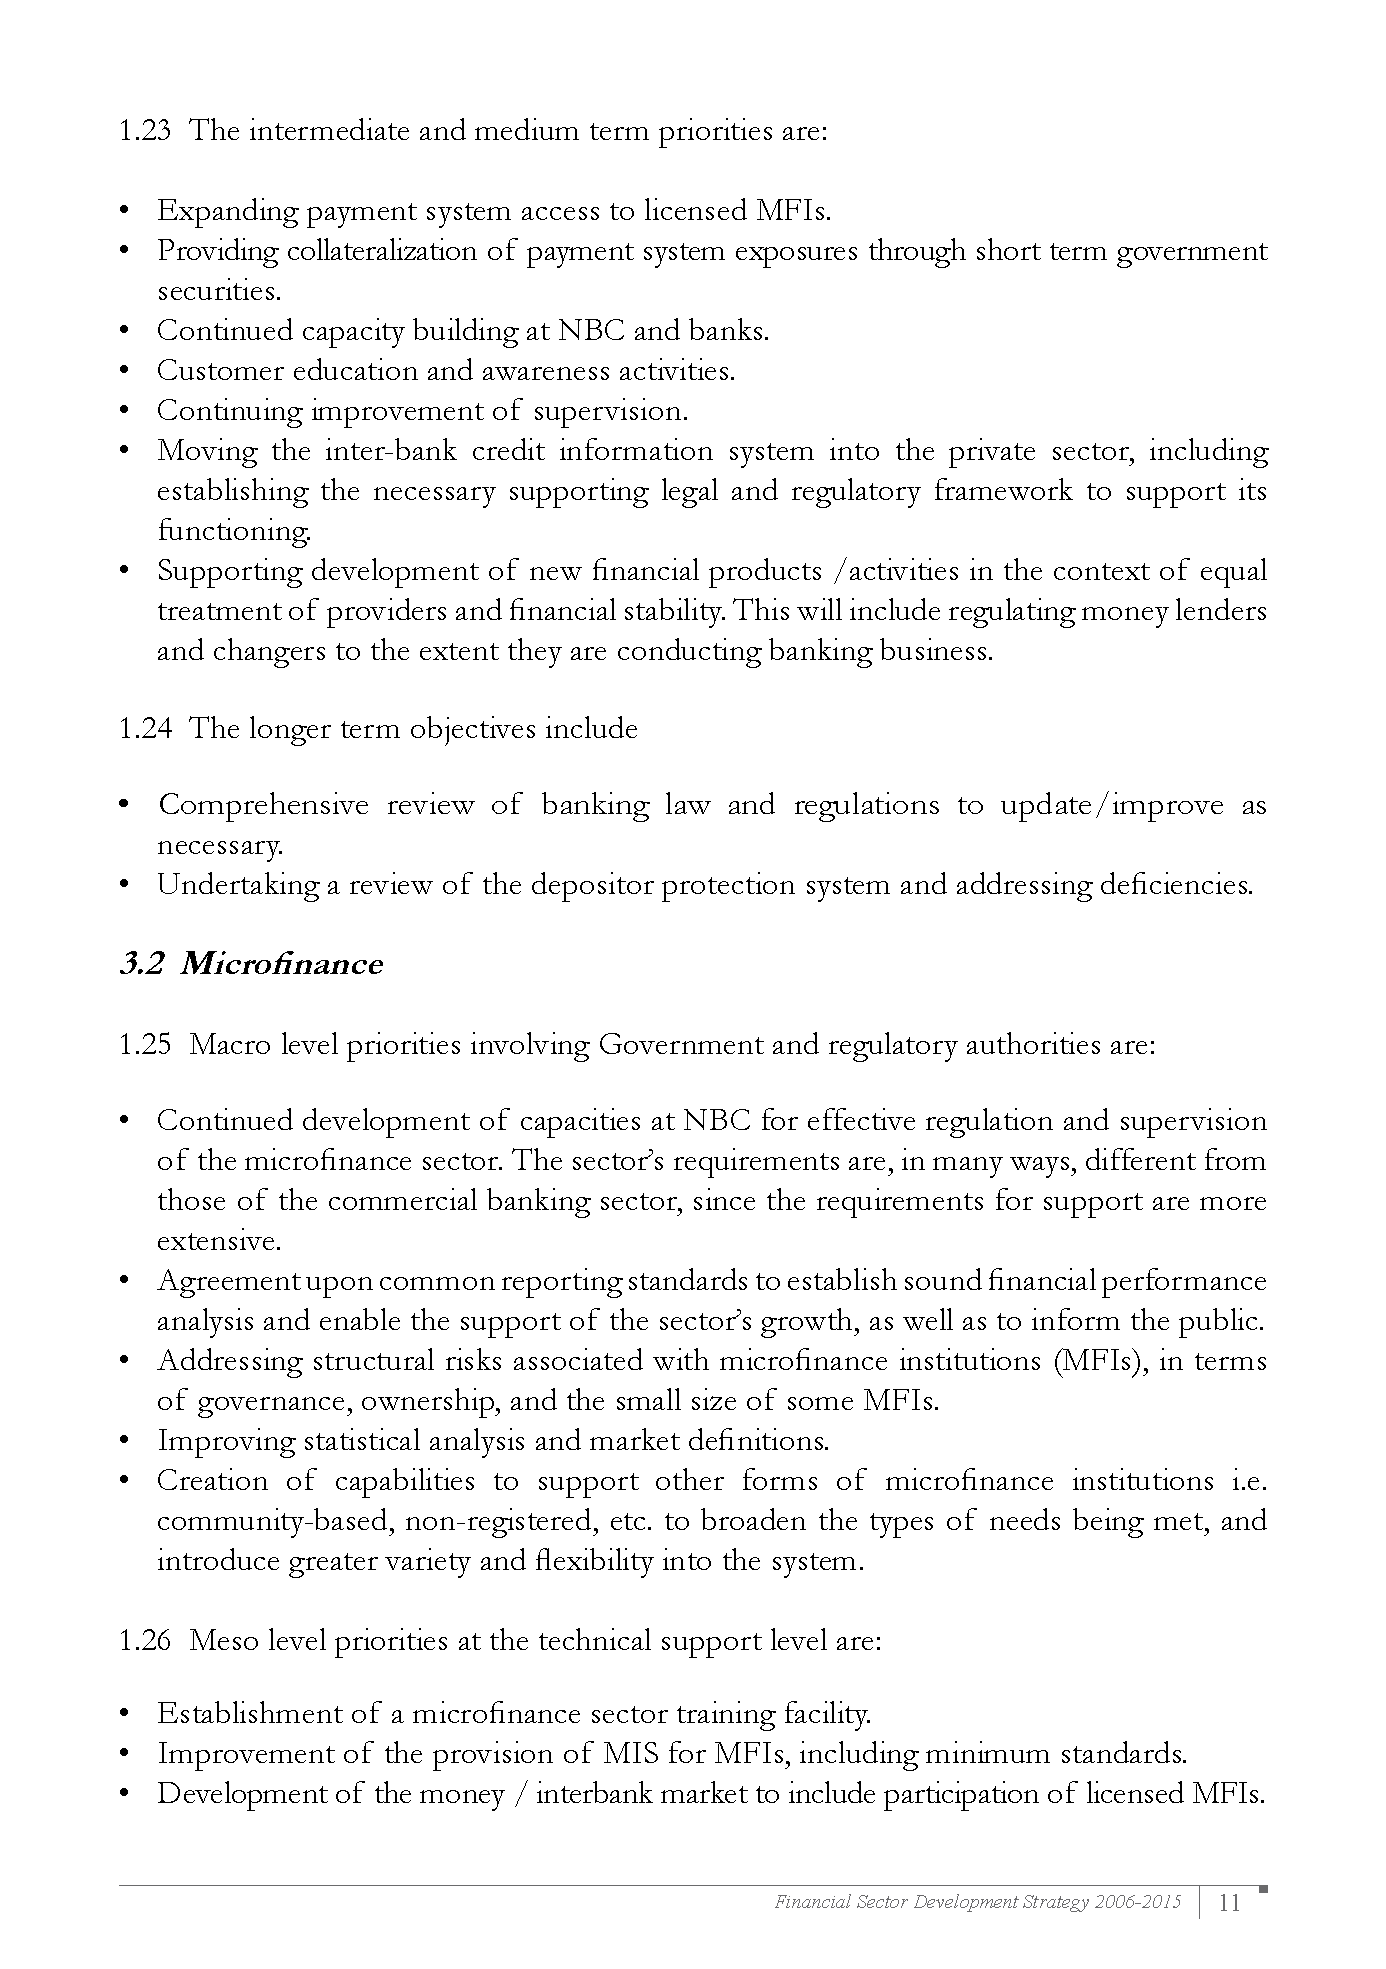 1.23 The intermediate and medium term priorities are:
• Expanding payment system access to licensed MFIs.
• Providing collateralization of payment system exposures through short term government
securities.
• Continued capacity building at NBC and banks.
• Customer education and awareness activities.
• Continuing improvement of supervision.
• Moving the inter-bank credit information system into the private sector, including
establishing the necessary supporting legal and regulatory framework to support its
functioning.
• Supporting development of new financial products /activities in the context of equal
treatment of providers and financial stability. This will include regulating money lenders
and changers to the extent they are conducting banking business.
1.24 The longer term objectives include
• Comprehensive review of banking law and regulations to update/improve as
necessary.
• Undertaking a review of the depositor protection system and addressing deficiencies.
3.2 Microfinance
1.25 Macro level priorities involving Government and regulatory authorities are:
• Continued development of capacities at NBC for effective regulation and supervision
of the microfinance sector. The sector's requirements are, in many ways, different from
those of the commercial banking sector, since the requirements for support are more
extensive.
• Agreement upon common reporting standards to establish sound financial performance
analysis and enable the support of the sector's growth, as well as to inform the public.
• Addressing structural risks associated with microfinance institutions (MFIs), in terms
of governance, ownership, and the small size of some MFIs.
• Improving statistical analysis and market definitions.
• Creation of capabilities to support other forms of microfinance institutions i.e.
community-based, non-registered, etc. to broaden the types of needs being met, and
introduce greater variety and flexibility into the system.
1.26 Meso level priorities at the technical support level are:
• Establishment of a microfinance sector training facility.
• Improvement of the provision of MIS for MFIs, including minimum standards.
• Development of the money / interbank market to include participation of licensed MFIs.
Financial Sector Development Strategy 2006-2015 11